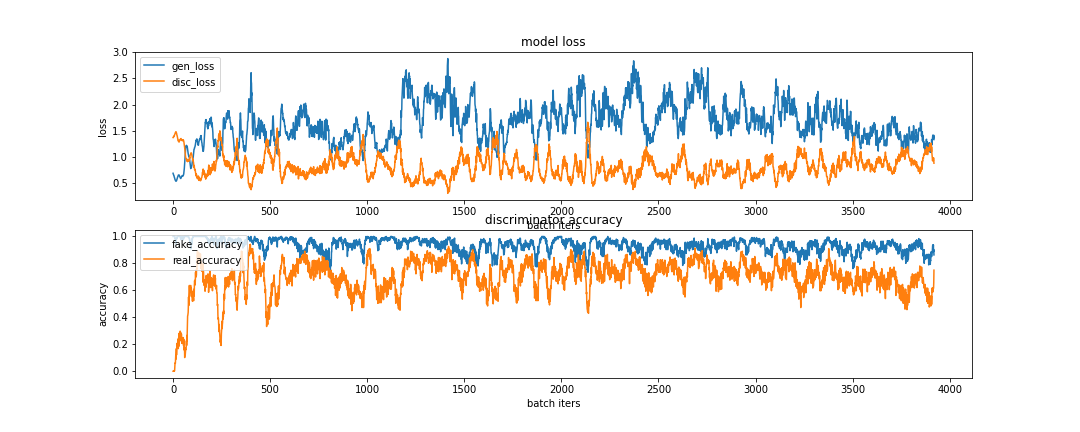 model loss
3.0
2.5
2.0
1.5
1.0
0.5
loss
gen_loss
disc_loss
0 500 1000 1500 2000 2500 3000 3500 4000
batch iters
discriminator accuracy
1.0
0.8
0.6
0.4
0.2
0.0
accuracy
fake_accuracy
real_accuracy
0 500 1000 1500 2000 2500 3000 3500 4000
batch iters